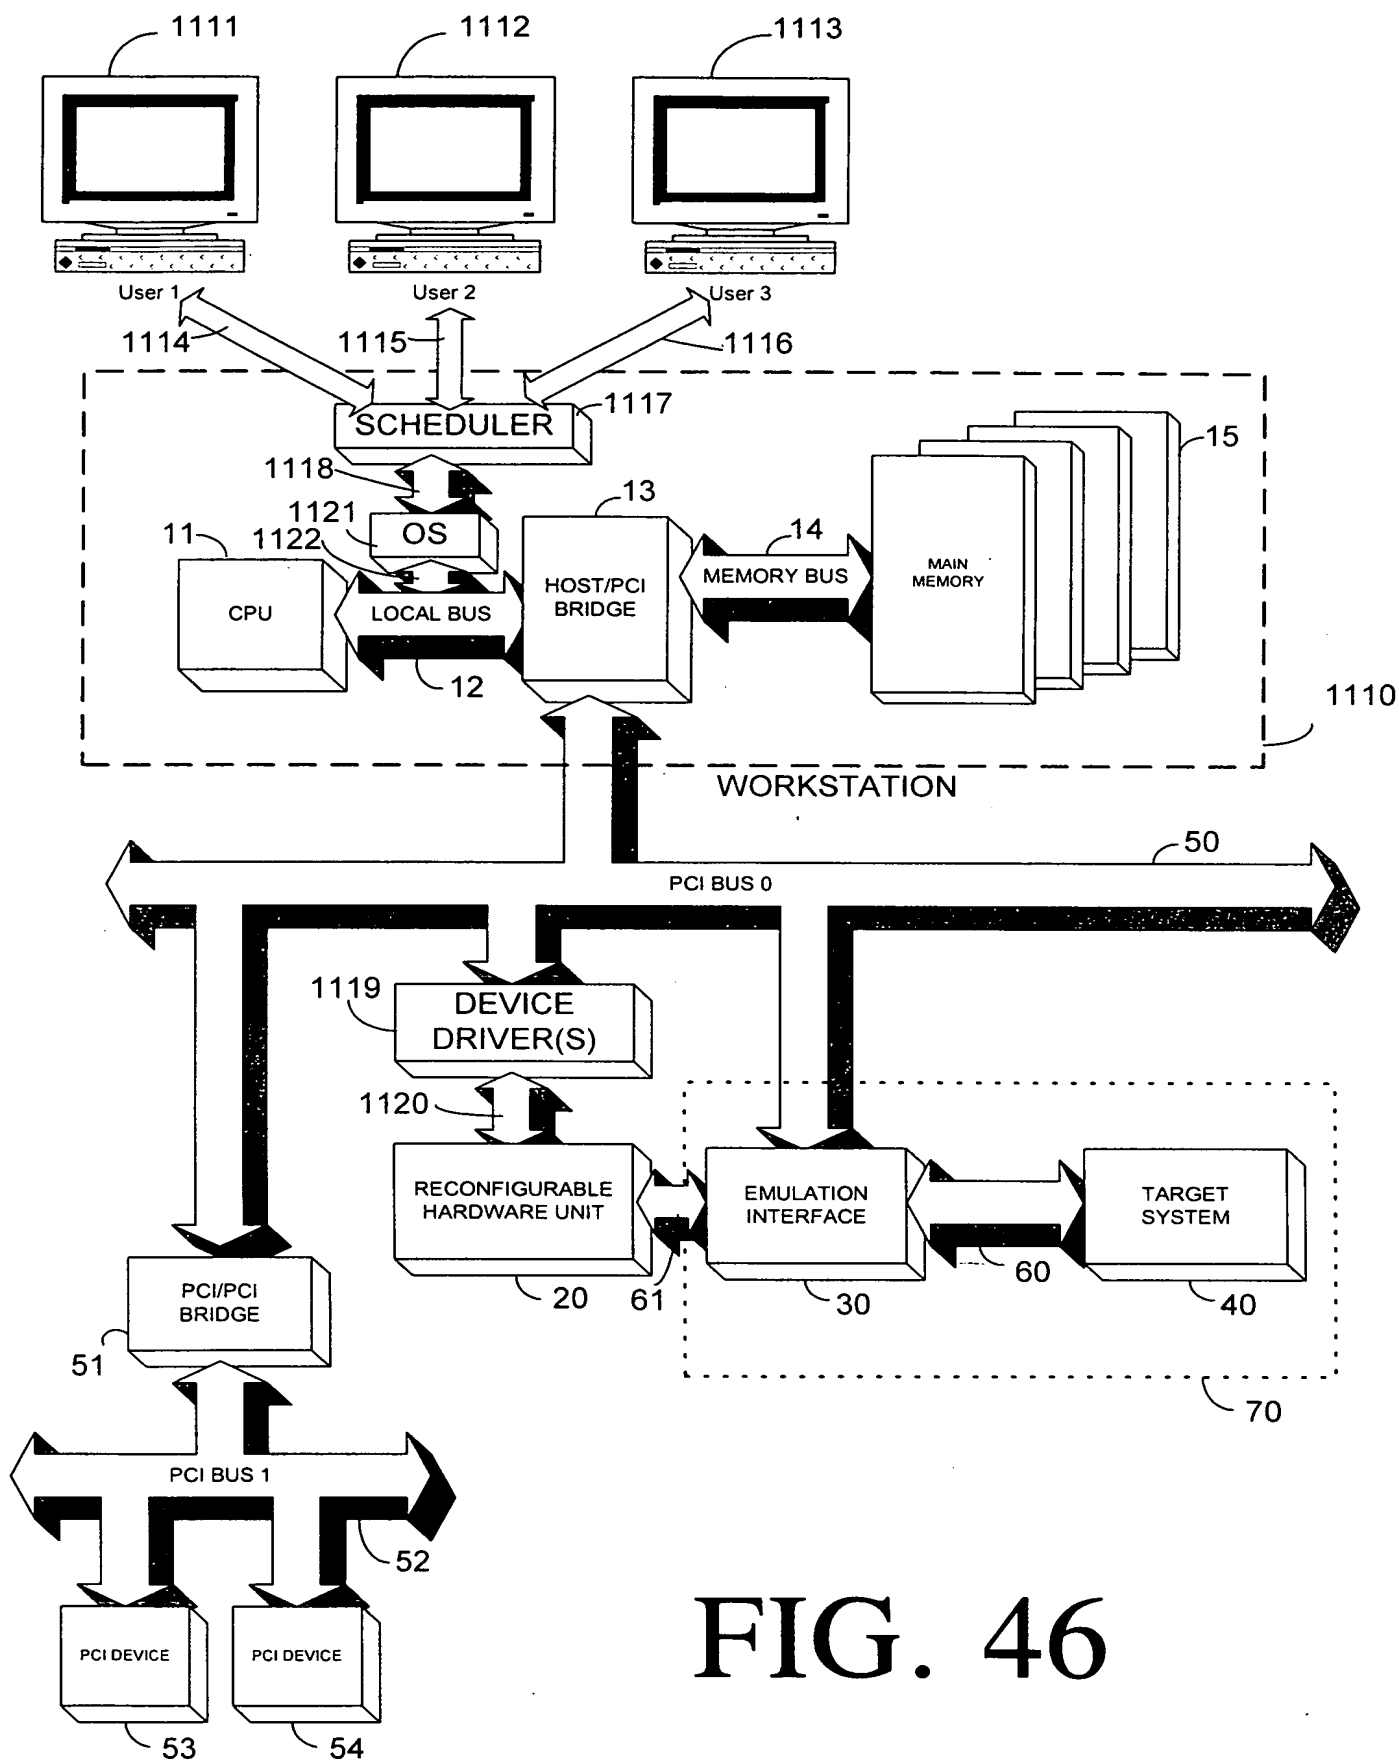 1111
1112
1113
User 1
User 2
User 3
1114
1115
1116
SCHEDULER
1117
1118
15
13
1121
OS
11
1122
14
CPU
LOCAL BUS
HOST/PCI
BRIDGE
MEMORY BUS
MAIN
MEMORY
12
1110
WORKSTATION
50
PCI BUS 0
1119
DEVICE
DRIVER(S)
1120
RECONFIGURABLE
HARDWARE UNIT
EMULATION
INTERFACE
TARGET
SYSTEM
20
61
30
60
40
PCI/PCI
BRIDGE
51
70
PCI BUS 1
52
PCI DEVICE
PCI DEVICE
53
54
FIG. 46